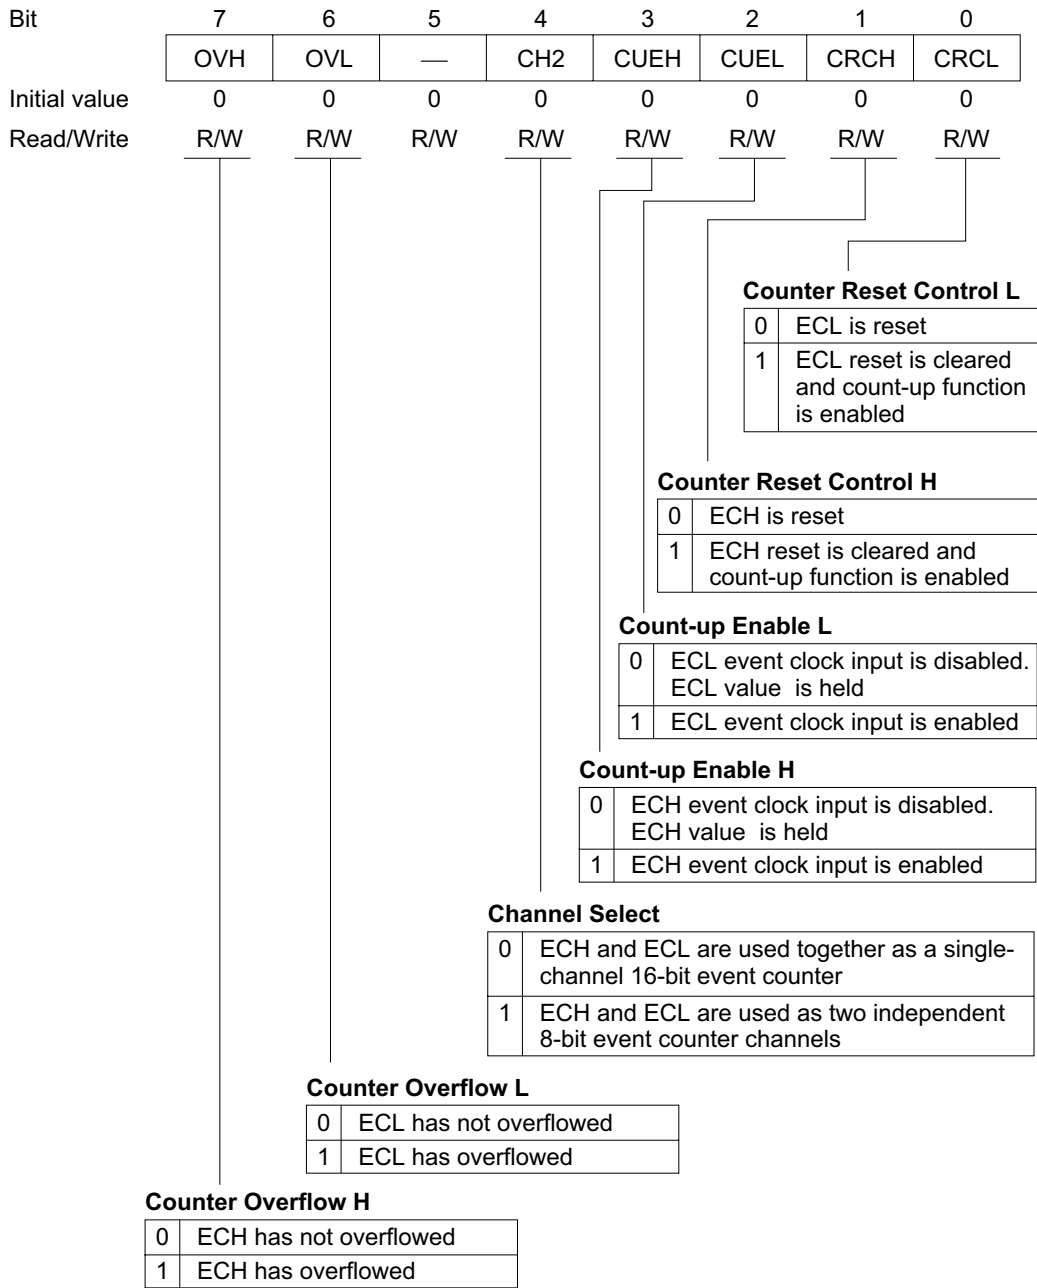 Bit 7 6 5 4 3 2 1 0
OVH OVL — CH2 CUEH CUEL CRCH CRCL
Initial value 0 0 0 0 0 0 0 0
Read/Write R/W R/W R/W R/W R/W R/W R/W R/W
Counter Reset Control L
0 ECL is reset
1 ECL reset is cleared
and count-up function
is enabled
Counter Reset Control H
0 ECH is reset
1 ECH reset is cleared and
count-up function is enabled
Count-up Enable L
0 ECL event clock input is disabled.
ECL value is held
1 ECL event clock input is enabled
Count-up Enable H
0 ECH event clock input is disabled.
ECH value is held
1 ECH event clock input is enabled
Channel Select
0 ECH and ECL are used together as a single-
channel 16-bit event counter
1 ECH and ECL are used as two independent
8-bit event counter channels
Counter Overflow L
0 ECL has not overflowed
1 ECL has overflowed
Counter Overflow H
0 ECH has not overflowed
1 ECH has overflowed